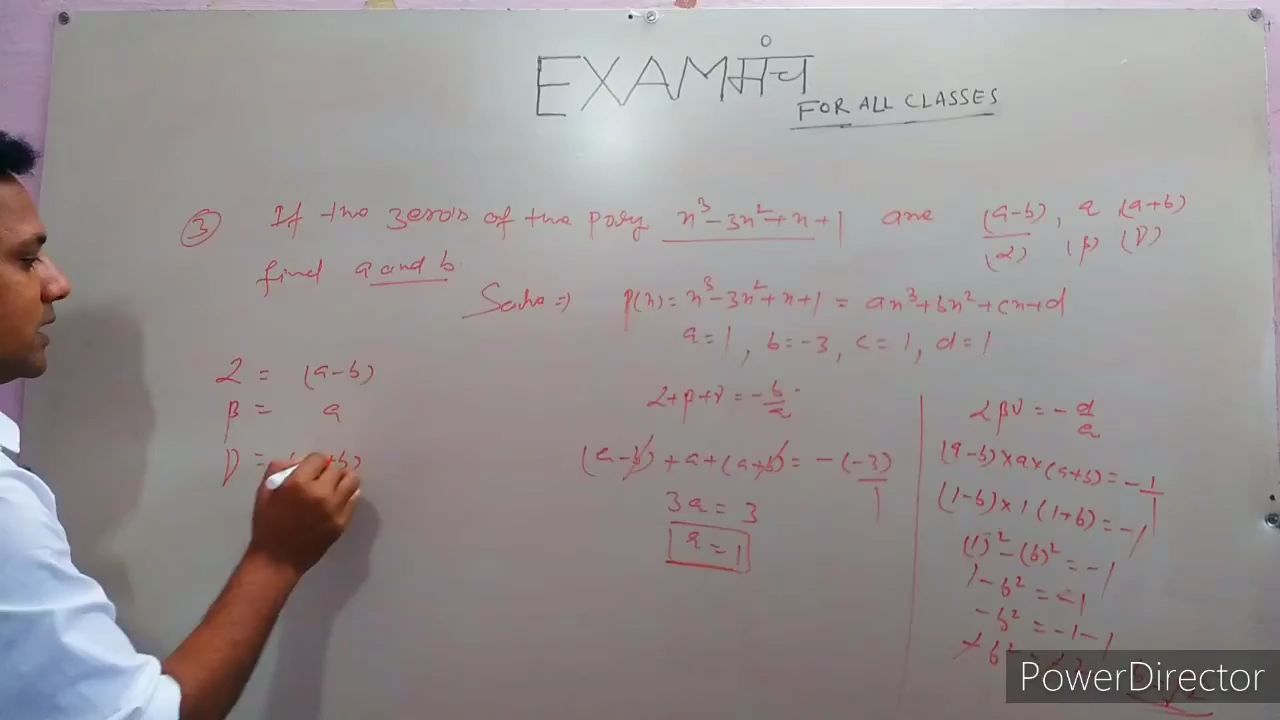 EXAMमंच
FOR ALL CLASSES
③ If the zeros of the poly x³-3x²+x+1 are (a-b), a, (a+b)
(α) (β) (γ)
find a and b
Soln ⇒ p(x) = x³-3x²+x+1 = ax³+bx²+cx+d
a=1, b=-3, c=1, d=1
α = (a-b)
β = a
γ = +b)
α+β+γ = -b/a
(a-b)+a+(a+b) = -(-3)/1
3a = 3
a = 1
αβγ = -d/a
(a-b)×a×(a+b) = -1/1
(1-b)×1(1+b) = -1
(1)²-(b)² = -1
1-b² = -1
-b² = -1-1
PowerDirector